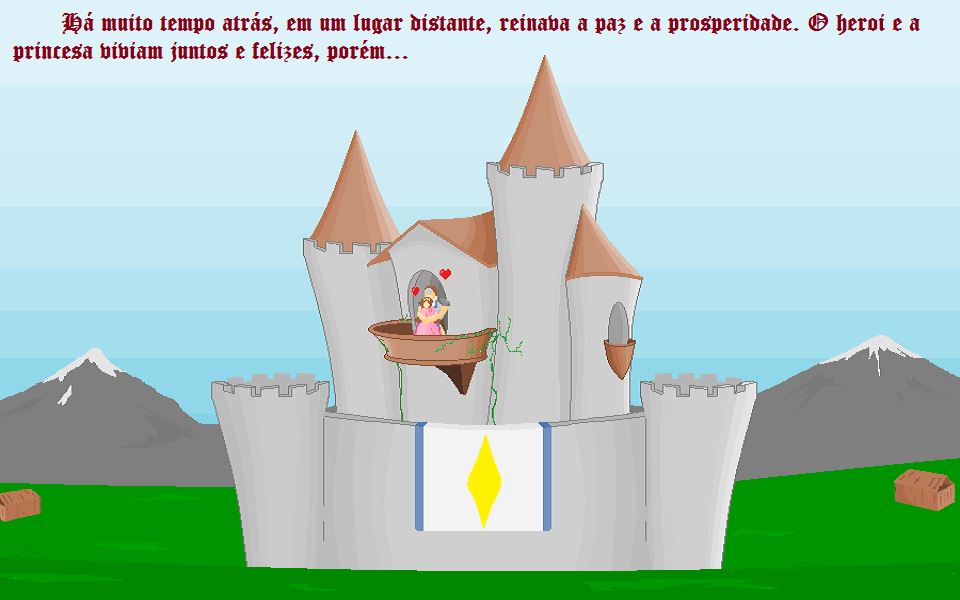 Há muito tempo atrás, em um lugar distante, reinava a paz e a prosperidade. O heroi e a
princesa viviam juntos e felizes, porém...